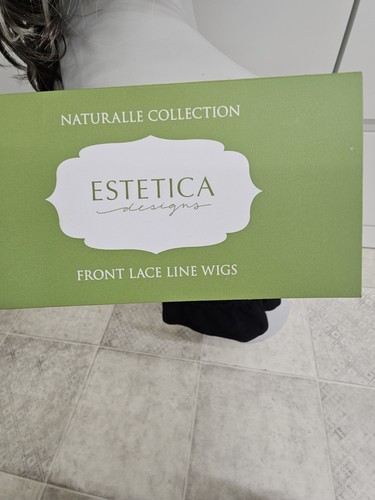 NATURALLE COLLECTION
ESTETICA
designs
FRONT LACE LINE WIGS